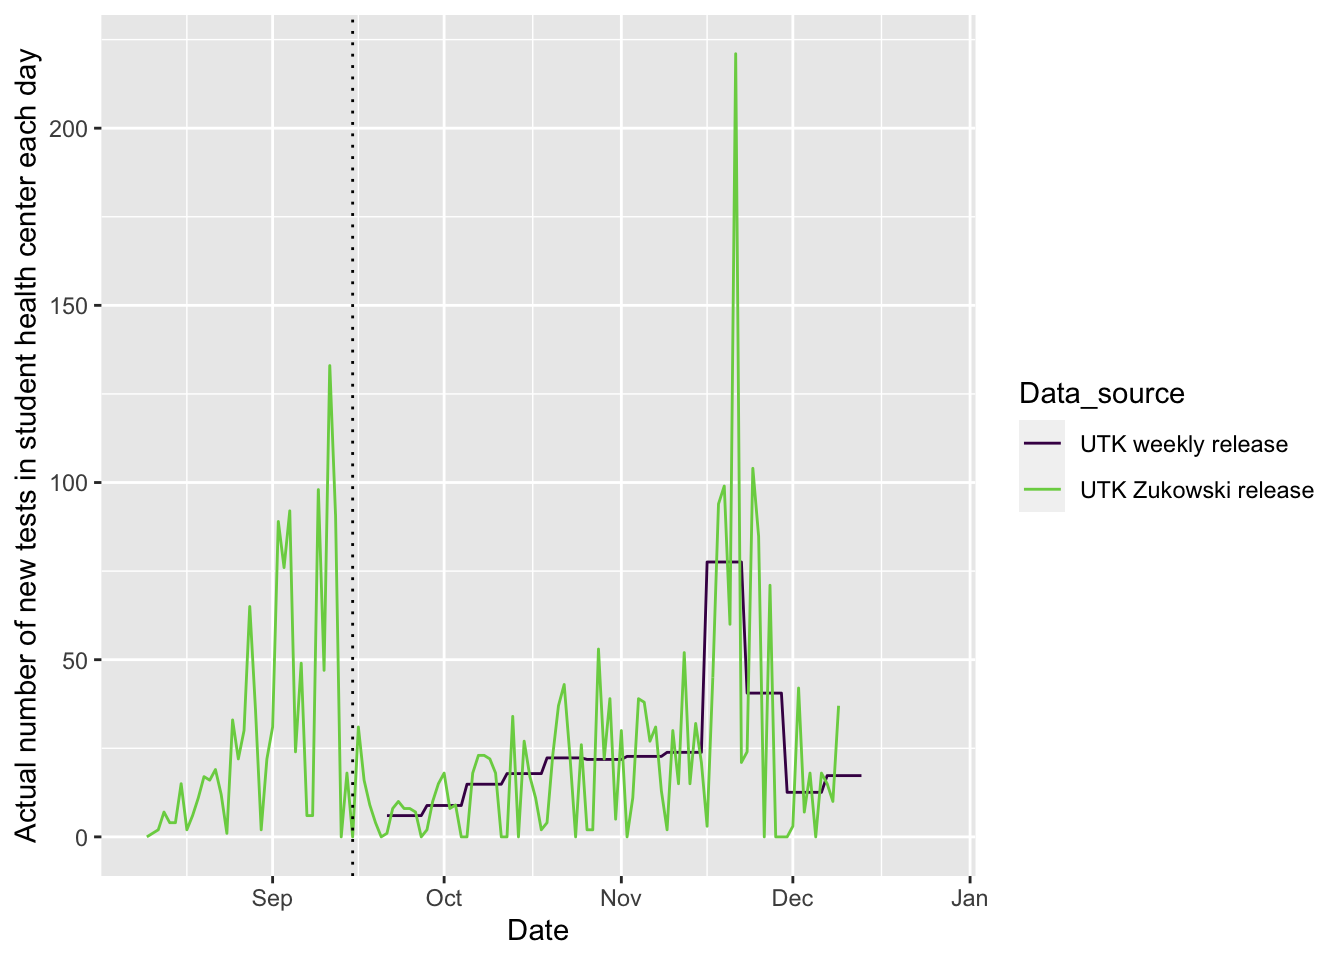 Actual number of new tests in student health center each day
200
150
100
50
0
Sep
Oct
Nov
Dec
Jan
Date
Data_source
UTK weekly release
UTK Zukowski release